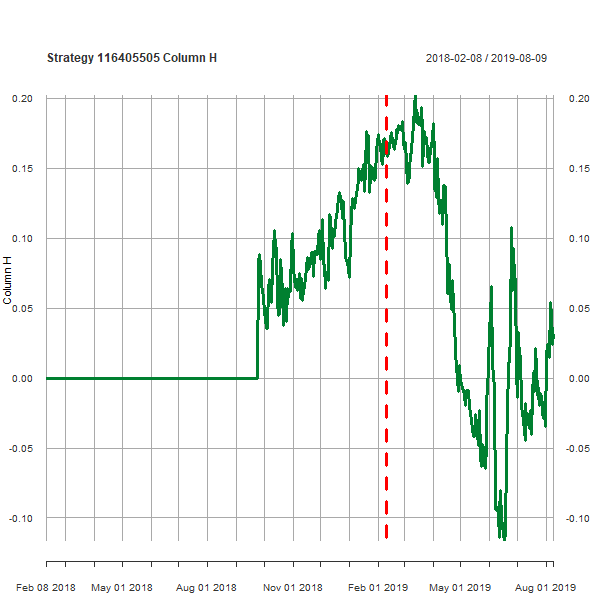 Strategy 116405505 Column H
2018-02-08 / 2019-08-09
0.20
0.20
0.15
0.15
0.10
0.10
Column H
0.05
0.05
0.00
0.00
-0.05
-0.05
-0.10
-0.10
Feb 08 2018
May 01 2018
Aug 01 2018
Nov 01 2018
Feb 01 2019
May 01 2019
Aug 01 2019